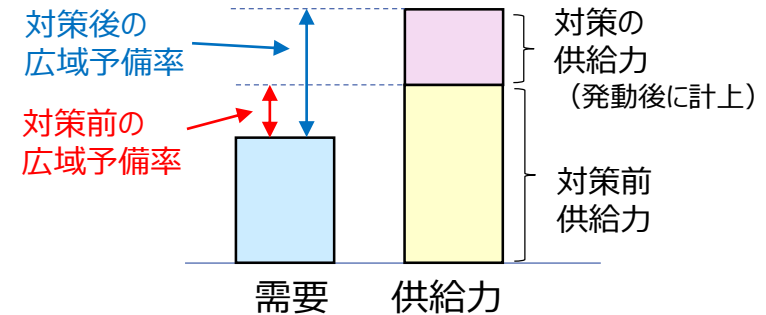 対策後の
広域予備率
対策前の
広域予備率
対策の
供給力
（発動後に計上）
対策前
供給力
需要
供給力